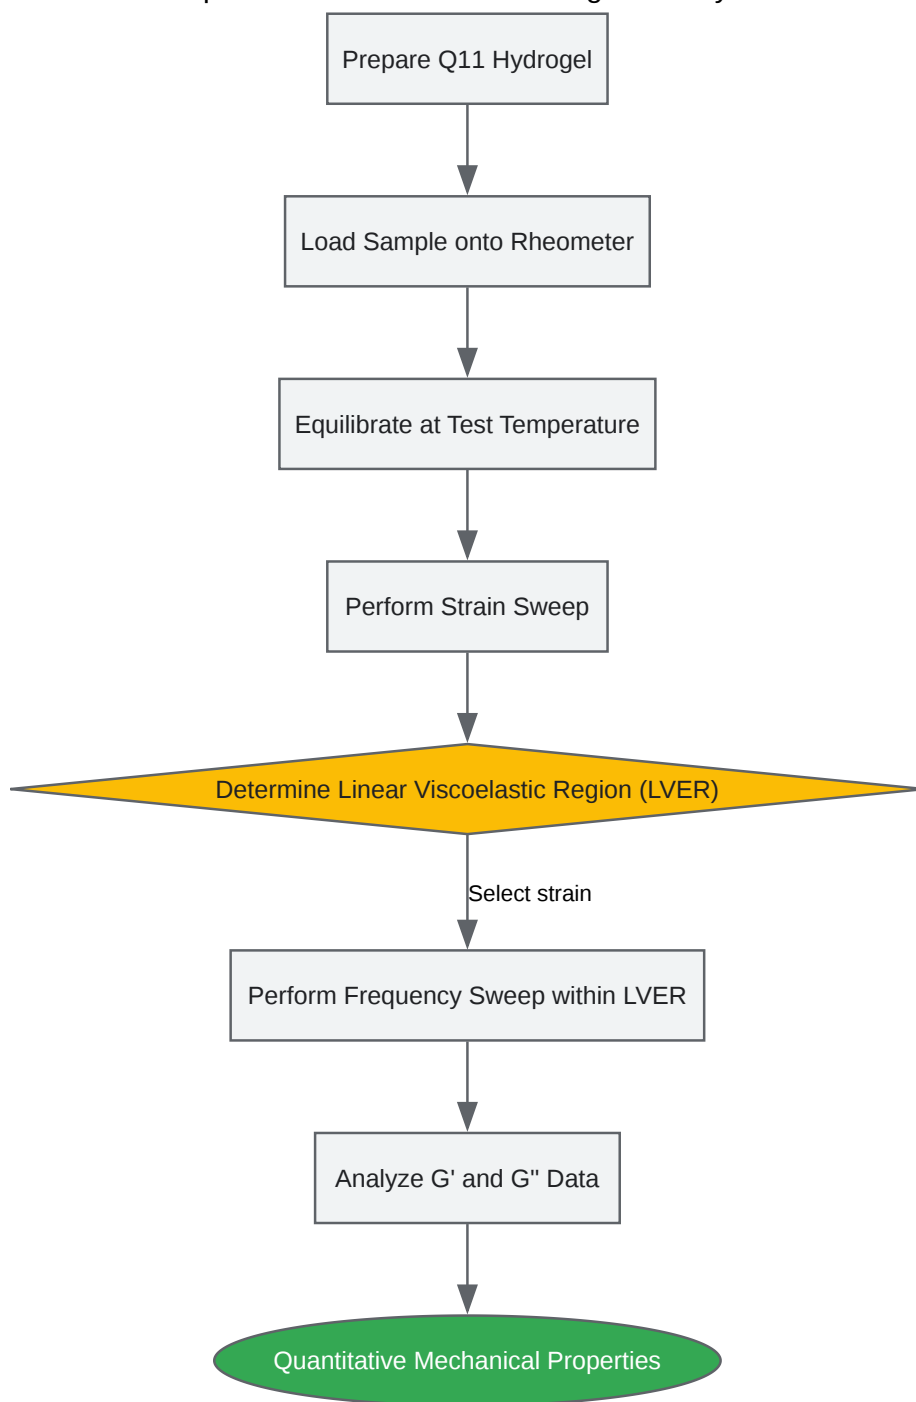 Prepare Q11 Hydrogel
Load Sample onto Rheometer
Equilibrate at Test Temperature
Perform Strain Sweep
Determine Linear Viscoelastic Region (LVER)
Select strain
Perform Frequency Sweep within LVER
Analyze G' and G'' Data
Quantitative Mechanical Properties